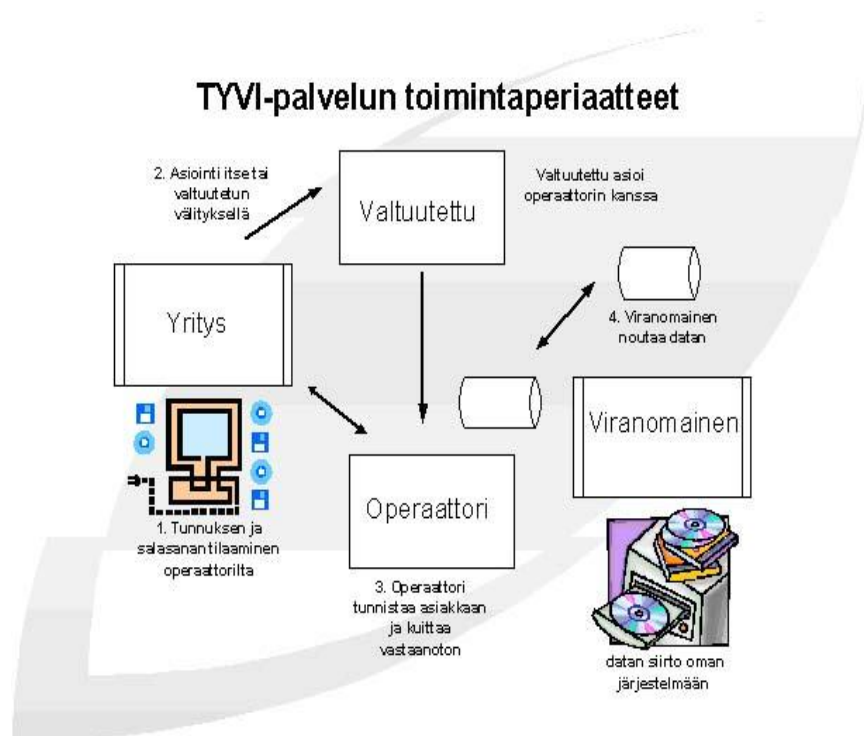 TYVI-palvelun toimintaperiaatteet
2. Asiointi itse tai
valtuutetun
välityksellä
Valtuutettu
Valtuutettu asioi
operaattorin kanssa
Yritys
4. Viranomainen
noutaa datan
Viranomainen
Operaattori
1. Tunnuksen ja
salasanan tilaaminen
operaattorilta
3. Operaattori
tunnistaa asiakkaan
ja kuittaa
vastaanoton
datan siirto oman
järjestelmään